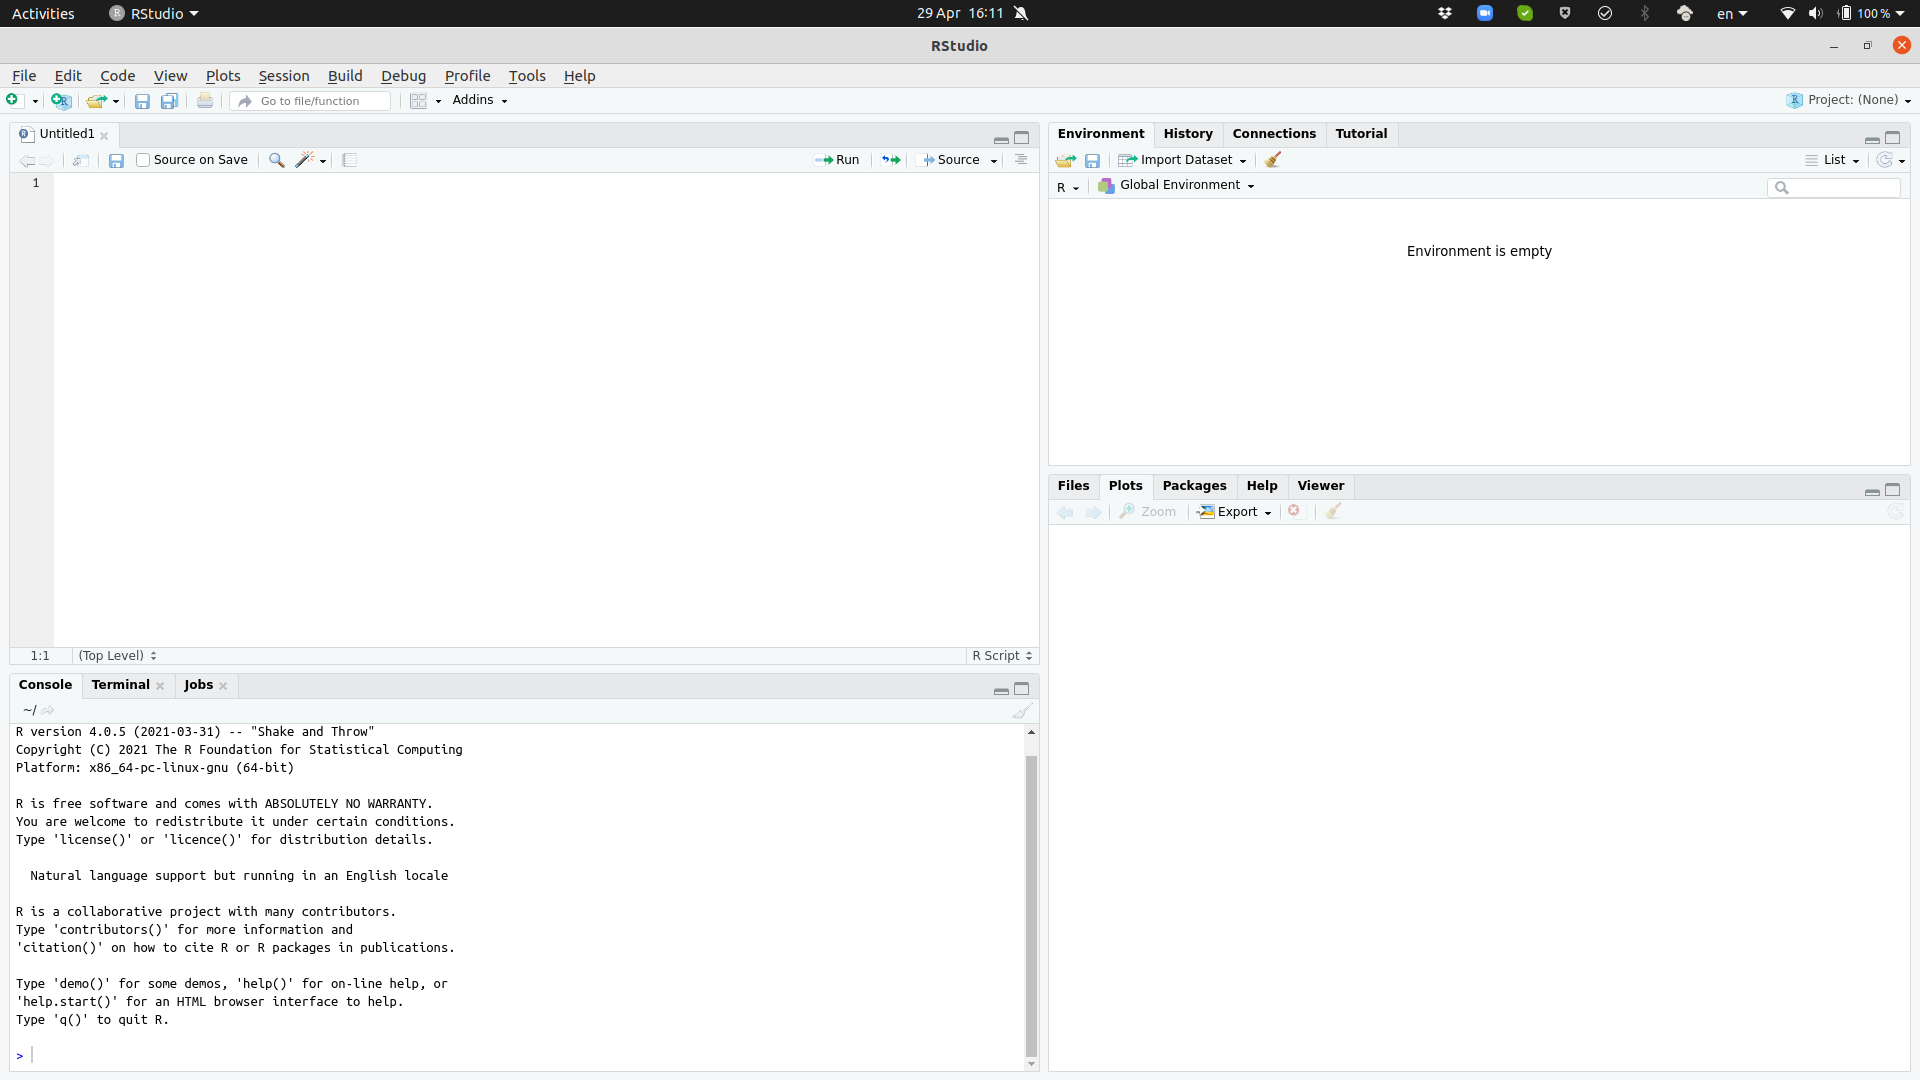 Activities RStudio 29 Apr 16:11 en 100 %
RStudio
File Edit Code View Plots Session Build Debug Profile Tools Help
Go to file/function Addins Project: (None)
Untitled1
Source on Save Run Source
1
1:1 (Top Level) R Script
Console Terminal Jobs
~/
R version 4.0.5 (2021-03-31) -- "Shake and Throw"
Copyright (C) 2021 The R Foundation for Statistical Computing
Platform: x86_64-pc-linux-gnu (64-bit)
R is free software and comes with ABSOLUTELY NO WARRANTY.
You are welcome to redistribute it under certain conditions.
Type 'license()' or 'licence()' for distribution details.
Natural language support but running in an English locale
R is a collaborative project with many contributors.
Type 'contributors()' for more information and
'citation()' on how to cite R or R packages in publications.
Type 'demo()' for some demos, 'help()' for on-line help, or
'help.start()' for an HTML browser interface to help.
Type 'q()' to quit R.
>
Environment History Connections Tutorial
Import Dataset List
R Global Environment
Environment is empty
Files Plots Packages Help Viewer
Zoom Export